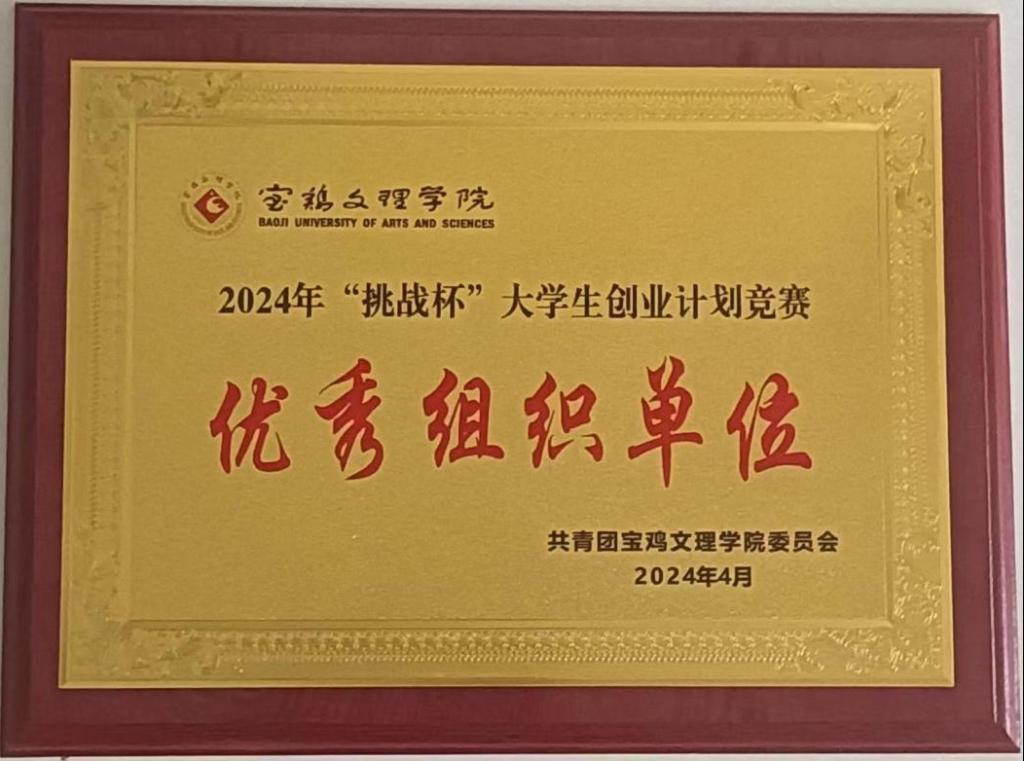 宝鸡文理学院
BAOJI UNIVERSITY OF ARTS AND SCIENCES
2024年“挑战杯”大学生创业计划竞赛
优秀组织单位
共青团宝鸡文理学院委员会
2024年4月